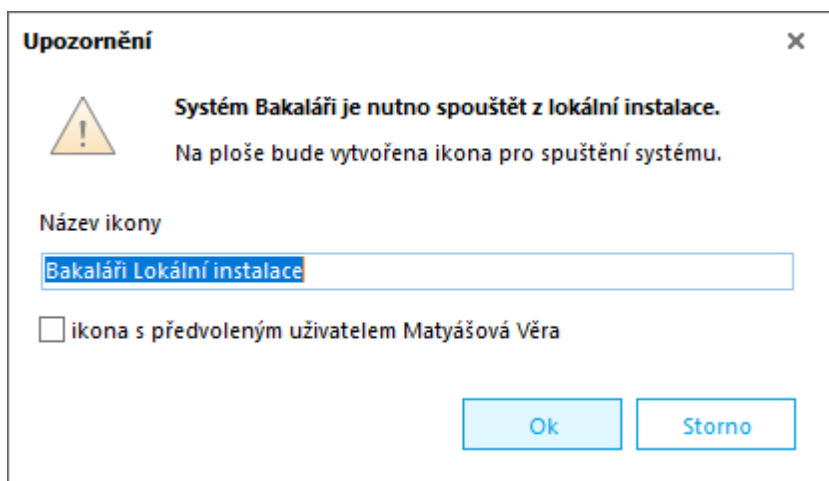 Upozornění
Systém Bakaláři je nutno spouštět z lokální instalace.
Na ploše bude vytvořena ikona pro spuštění systému.
Název ikony
Bakaláři Lokální instalace
ikona s předvoleným uživatelem Matyášová Věra
Ok Storno